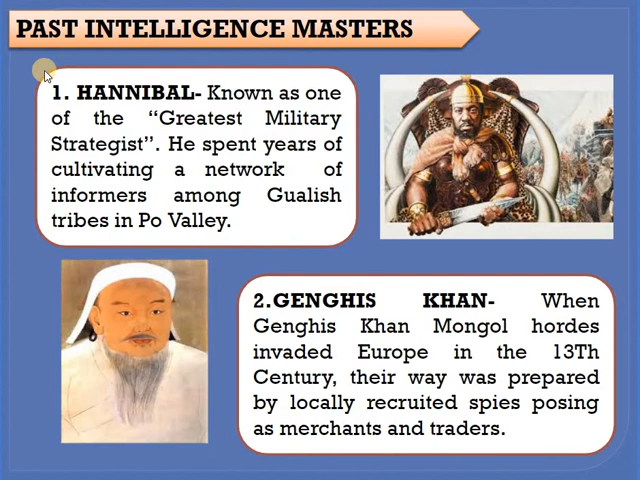 PAST INTELLIGENCE MASTERS
1. HANNIBAL- Known as one
of the “Greatest Military
Strategist”. He spent years of
cultivating a network of
informers among Gualish
tribes in Po Valley.
2.GENGHIS KHAN- When
Genghis Khan Mongol hordes
invaded Europe in the 13Th
Century, their way was prepared
by locally recruited spies posing
as merchants and traders.